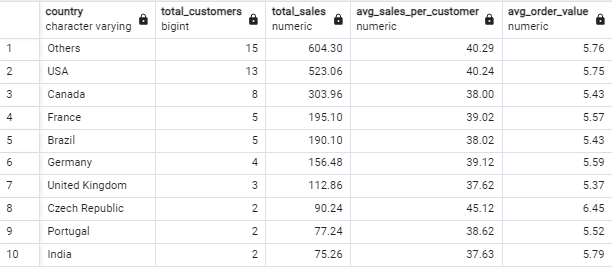 country total_customers total_sales avg_sales_per_customer avg_order_value
character varying bigint numeric numeric numeric
1 Others 15 604.30 40.29 5.76
2 USA 13 523.06 40.24 5.75
3 Canada 8 303.96 38.00 5.43
4 France 5 195.10 39.02 5.57
5 Brazil 5 190.10 38.02 5.43
6 Germany 4 156.48 39.12 5.59
7 United Kingdom 3 112.86 37.62 5.37
8 Czech Republic 2 90.24 45.12 6.45
9 Portugal 2 77.24 38.62 5.52
10 India 2 75.26 37.63 5.79